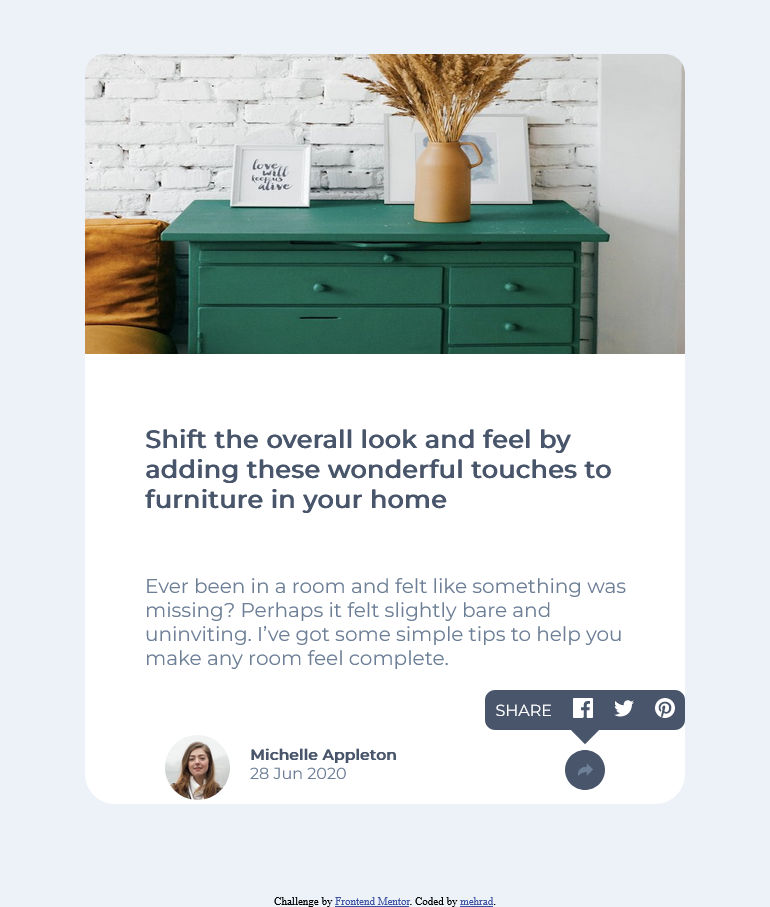 love
will
keep us
alive
Shift the overall look and feel by
adding these wonderful touches to
furniture in your home
Ever been in a room and felt like something was
missing? Perhaps it felt slightly bare and
uninviting. I’ve got some simple tips to help you
make any room feel complete.
SHARE
Michelle Appleton
28 Jun 2020
Challenge by Frontend Mentor. Coded by mehrad.